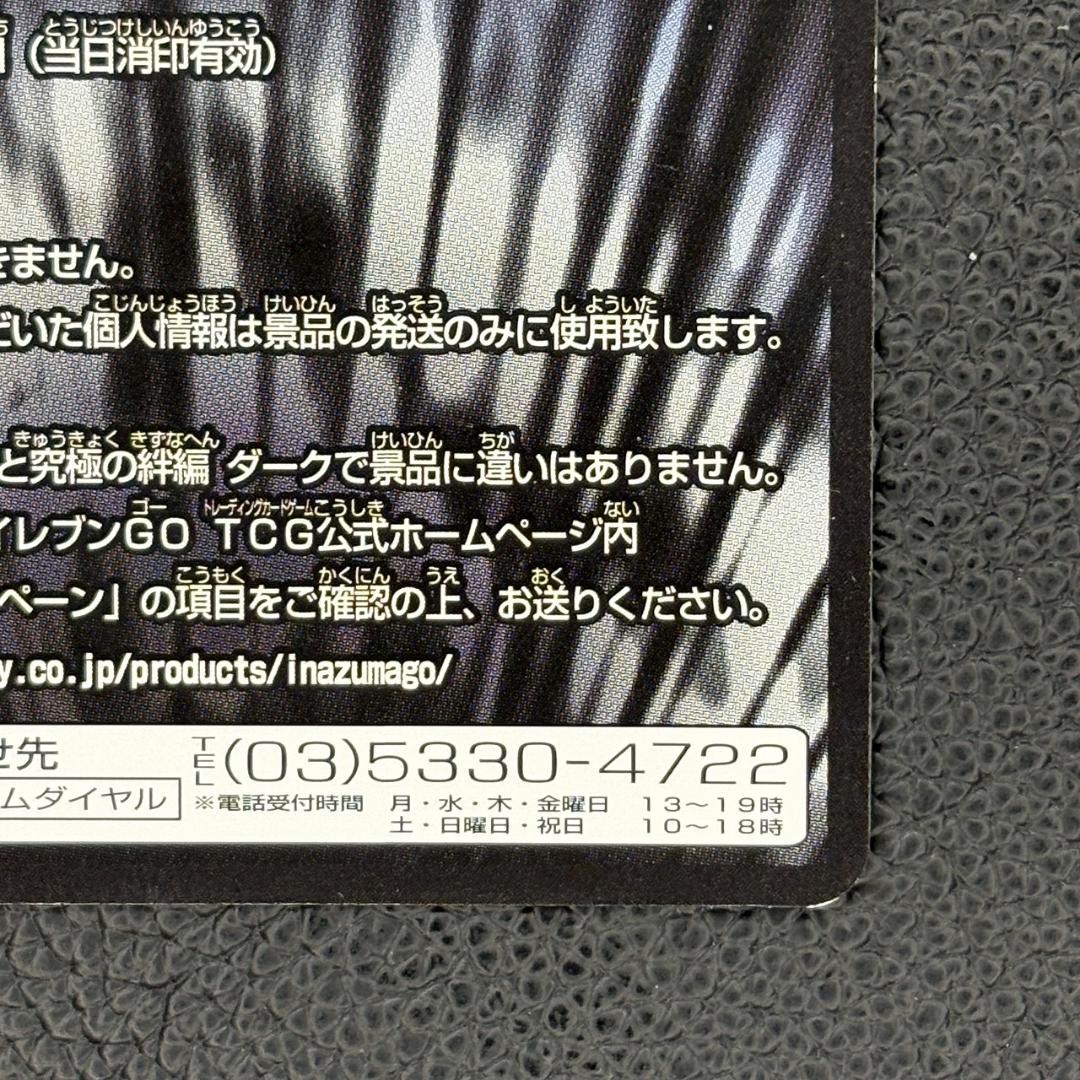 （当日消印有効）
きません。
だいた個人情報は景品の発送のみに使用致します。
と究極の絆編 ダークで景品に違いはありません。
イレブンGO TCG公式ホームページ内
ペーン」の項目をご確認の上、お送りください。
y.co.jp/products/inazumago/
せ先 TEL(03)5330-4722
ムダイヤル ※電話受付時間 月・水・木・金曜日 13～19時
土・日曜日・祝日 10～18時